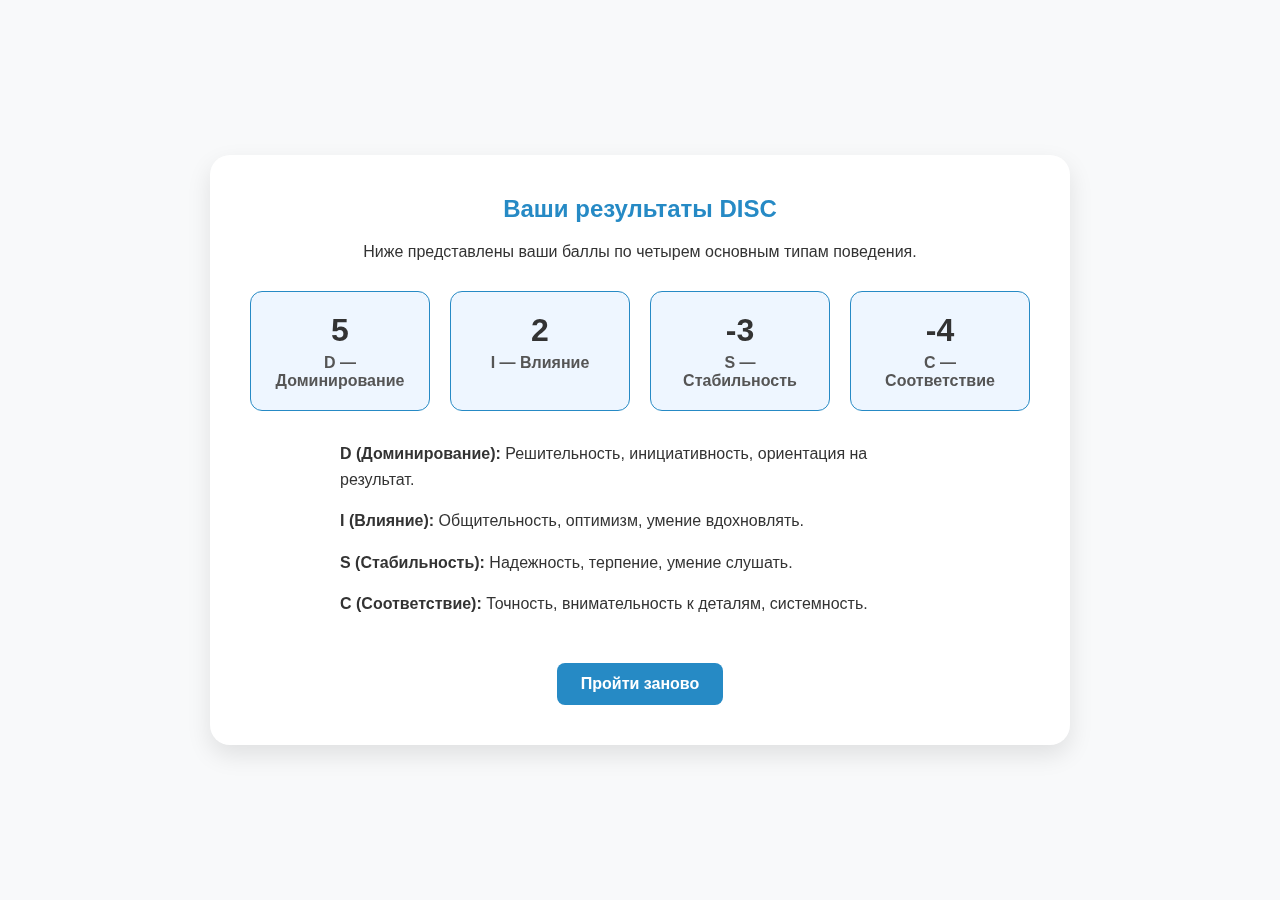 Ваши результаты DISC
Ниже представлены ваши баллы по четырем основным типам поведения.
5
D —
Доминирование
2
I — Влияние
-3
S —
Стабильность
-4
C —
Соответствие
D (Доминирование): Решительность, инициативность, ориентация на
результат.
I (Влияние): Общительность, оптимизм, умение вдохновлять.
S (Стабильность): Надежность, терпение, умение слушать.
C (Соответствие): Точность, внимательность к деталям, системность.
Пройти заново